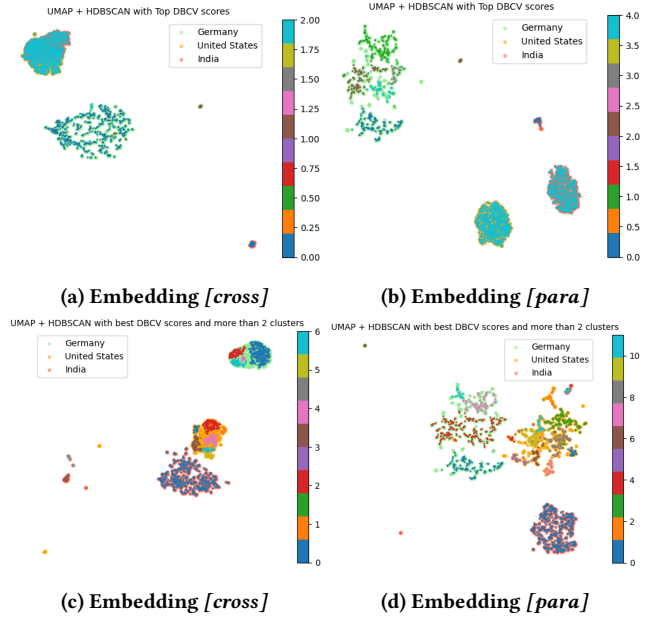 UMAP + HDBSCAN with Top DBCV scores
Germany
United States
India
2.00
1.75
1.50
1.25
1.00
0.75
0.50
0.25
0.00
(a) Embedding [cross]
UMAP + HDBSCAN with Top DBCV scores
Germany
United States
India
4.0
3.5
3.0
2.5
2.0
1.5
1.0
0.5
0.0
(b) Embedding [para]
UMAP + HDBSCAN with best DBCV scores and more than 2 clusters
Germany
United States
India
6
5
4
3
2
1
0
(c) Embedding [cross]
UMAP + HDBSCAN with best DBCV scores and more than 2 clusters
Germany
United States
India
10
8
6
4
2
0
(d) Embedding [para]